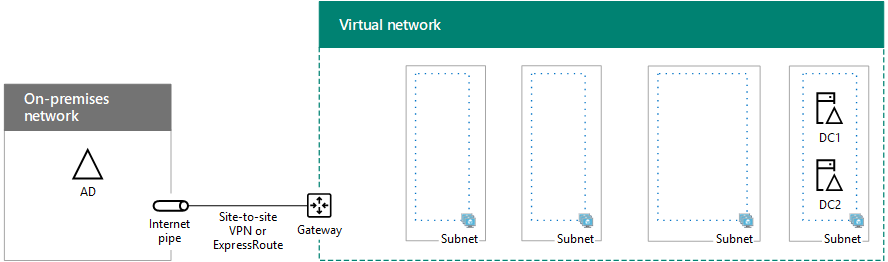 Virtual network
On-premises
network
AD
Internet
pipe
Site-to-site
VPN or
ExpressRoute
Gateway
Subnet
Subnet
Subnet
DC1
DC2
Subnet